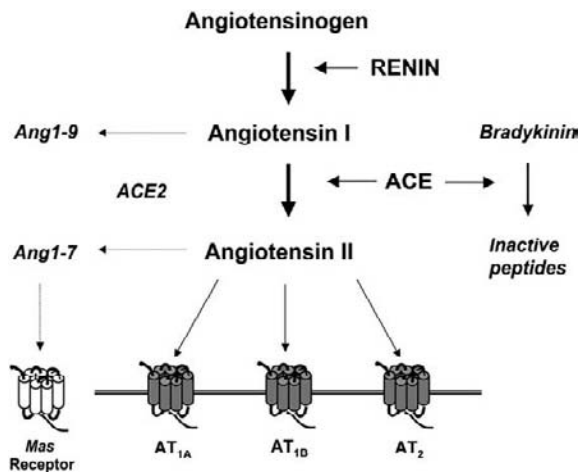 Angiotensinogen
RENIN
Ang1-9
Angiotensin I
Bradykinin
ACE2
ACE
Ang1-7
Angiotensin II
Inactive
peptides
Mas
Receptor
AT1A
AT1B
AT2